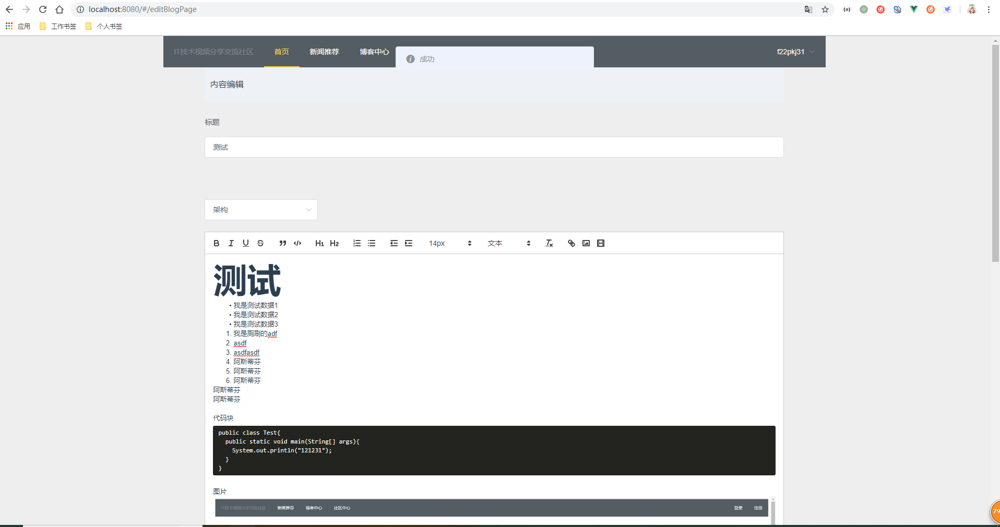 localhost:8080/#/editBlogPage
应用 工作书签 个人书签
IT技术视频分享交流社区 首页 新闻推荐 博客中心 成功 f22pkj31
内容编辑
标题
测试
架构
B I U S H1 H2 14px 文本
测试
• 我是测试数据1
• 我是测试数据2
• 我是测试数据3
1. 我是厕刷的adf
2. asdf
3. asdfasdf
4. 阿斯蒂芬
5. 阿斯蒂芬
6. 阿斯蒂芬
阿斯蒂芬
阿斯蒂芬
代码块
public class Test{
public static void main(String[] args){
System.out.println("121231");
}
}
图片
IT技术视频分享交流社区 新闻推荐 博客中心 社区中心 登录 注册
79